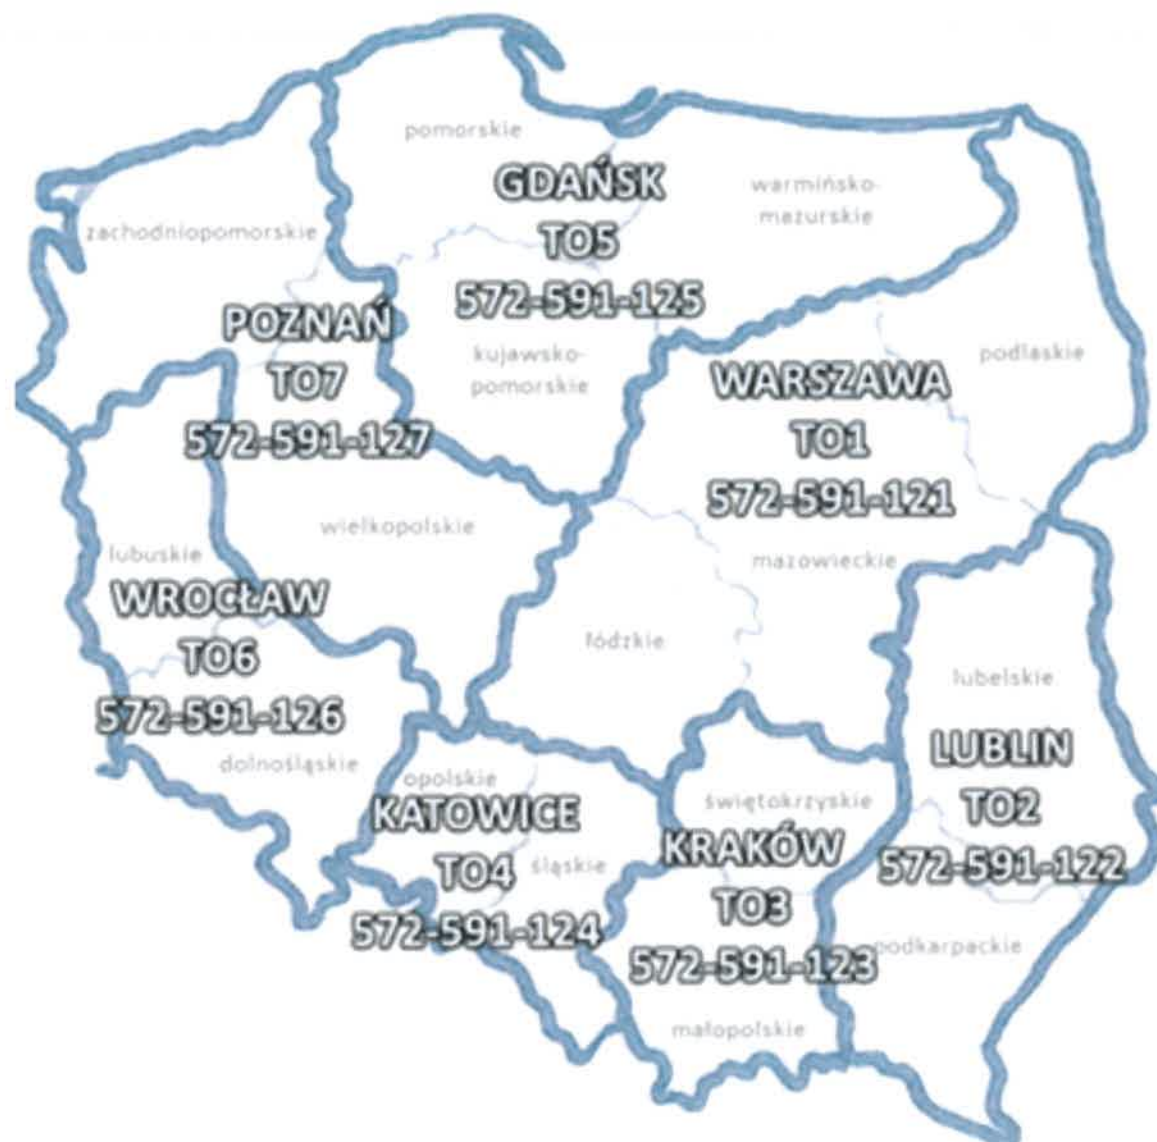 pomorskie
GDAŃSK
TO5
572-591-125
warmińsko-
mazurskie
zachodniopomorskie
POZNAŃ
TO7
572-591-127
kujawsko-
pomorskie
podlaskie
WARSZAWA
TO1
572-591-121
mazowieckie
wielkopolskie
lubuskie
WROCŁAW
TO6
572-591-126
dolnośląskie
łódzkie
lubelskie
LUBLIN
TO2
572-591-122
podkarpackie
opolskie
KATOWICE
TO4
śląskie
572-591-124
świętokrzyskie
KRAKÓW
TO3
572-591-123
małopolskie